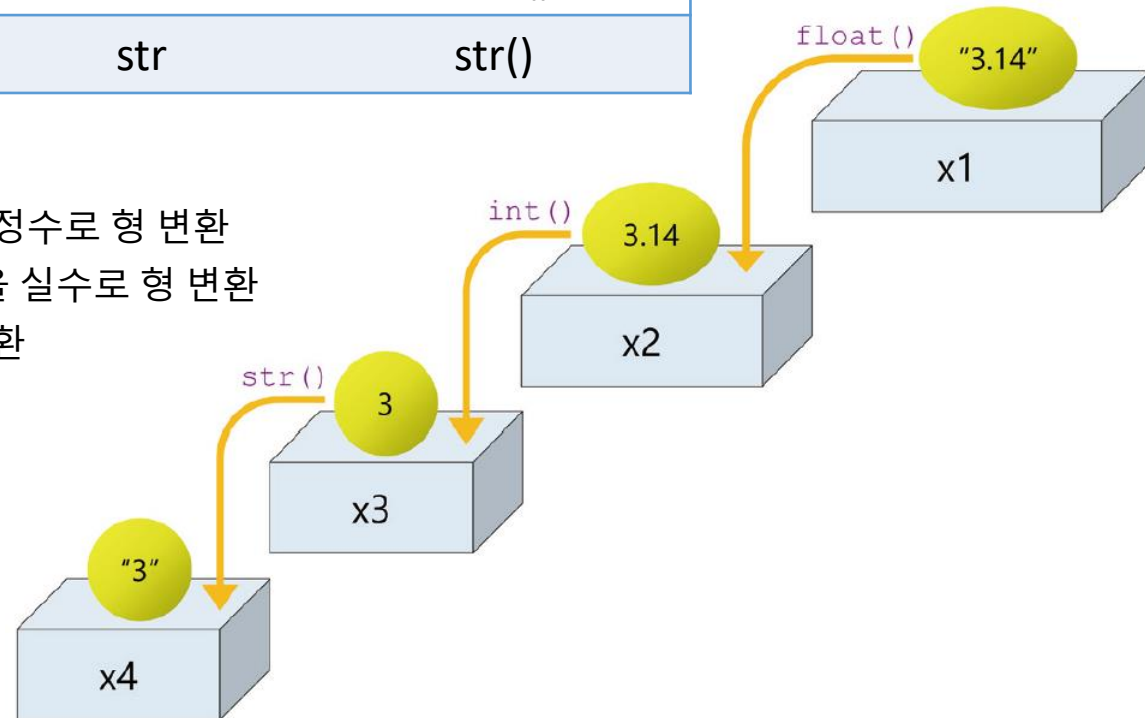 str str()
정수로 형 변환
실수로 형 변환
float()
"3.14"
x1
int()
3.14
x2
str()
3
x3
"3"
x4